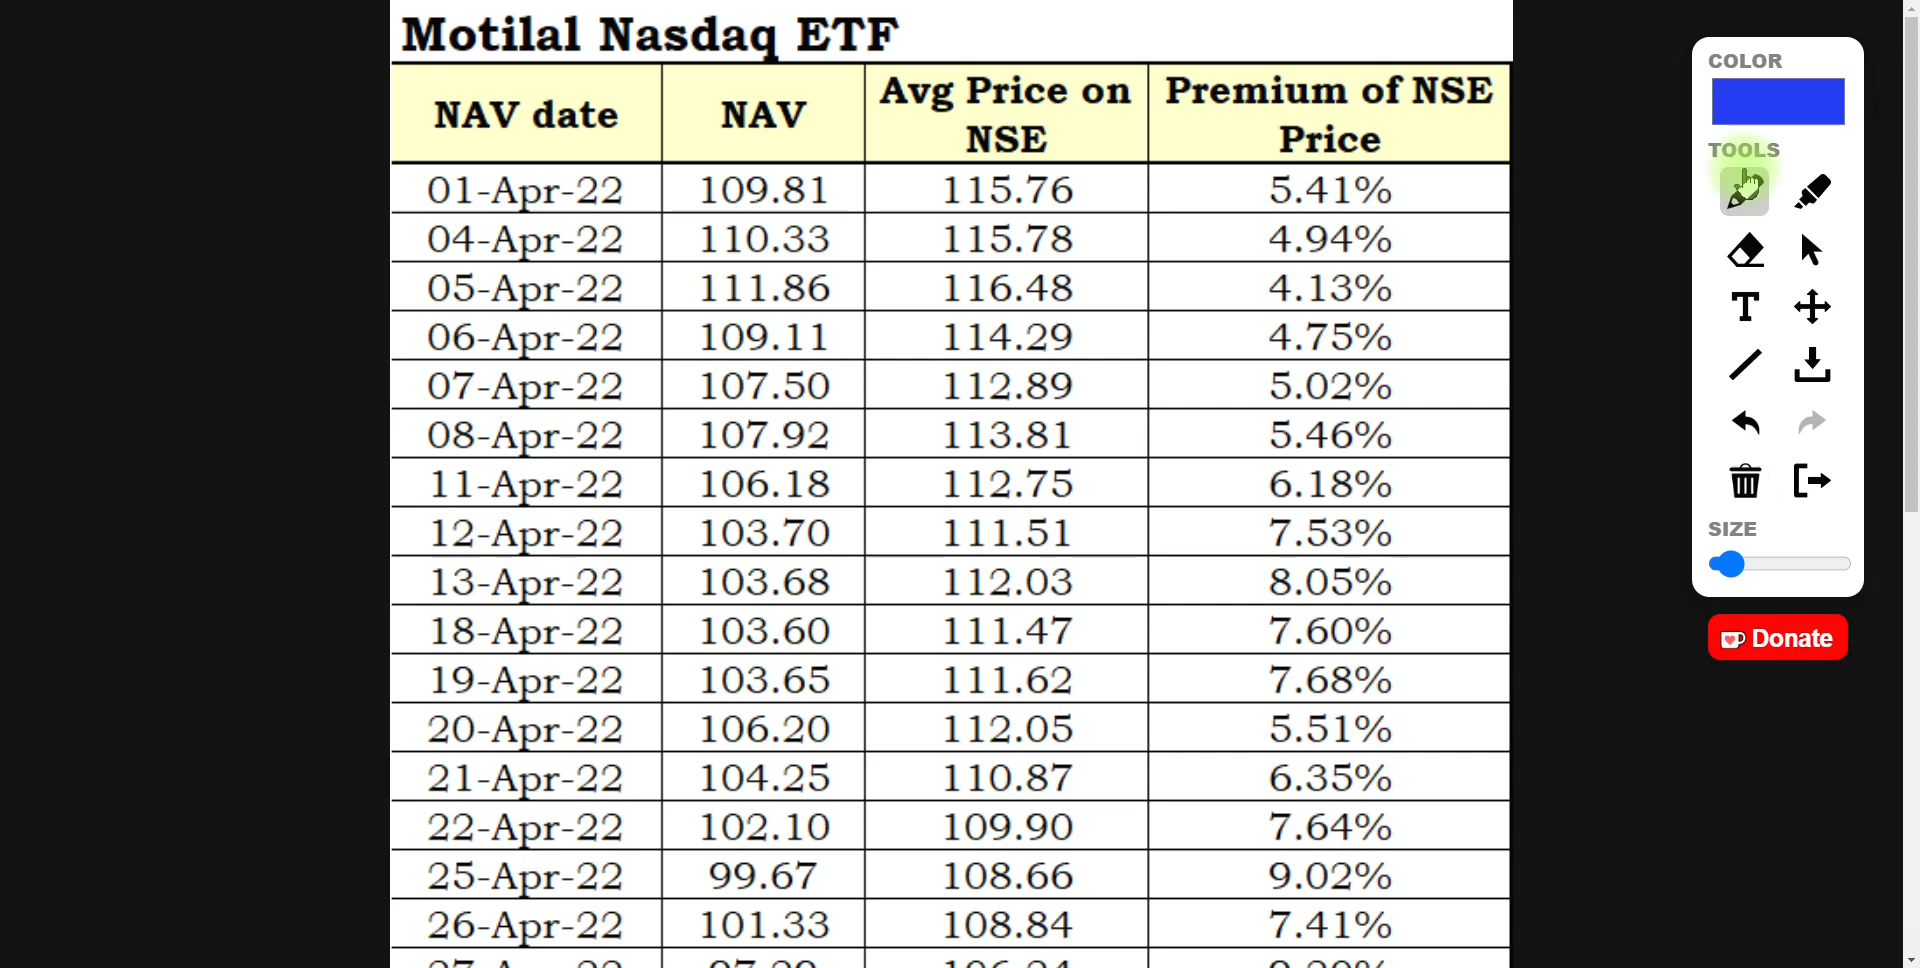 Motilal Nasdaq ETF
NAV date NAV Avg Price on NSE Premium of NSE Price
01-Apr-22 109.81 115.76 5.41%
04-Apr-22 110.33 115.78 4.94%
05-Apr-22 111.86 116.48 4.13%
06-Apr-22 109.11 114.29 4.75%
07-Apr-22 107.50 112.89 5.02%
08-Apr-22 107.92 113.81 5.46%
11-Apr-22 106.18 112.75 6.18%
12-Apr-22 103.70 111.51 7.53%
13-Apr-22 103.68 112.03 8.05%
18-Apr-22 103.60 111.47 7.60%
19-Apr-22 103.65 111.62 7.68%
20-Apr-22 106.20 112.05 5.51%
21-Apr-22 104.25 110.87 6.35%
22-Apr-22 102.10 109.90 7.64%
25-Apr-22 99.67 108.66 9.02%
26-Apr-22 101.33 108.84 7.41%
COLOR
TOOLS
SIZE
Donate